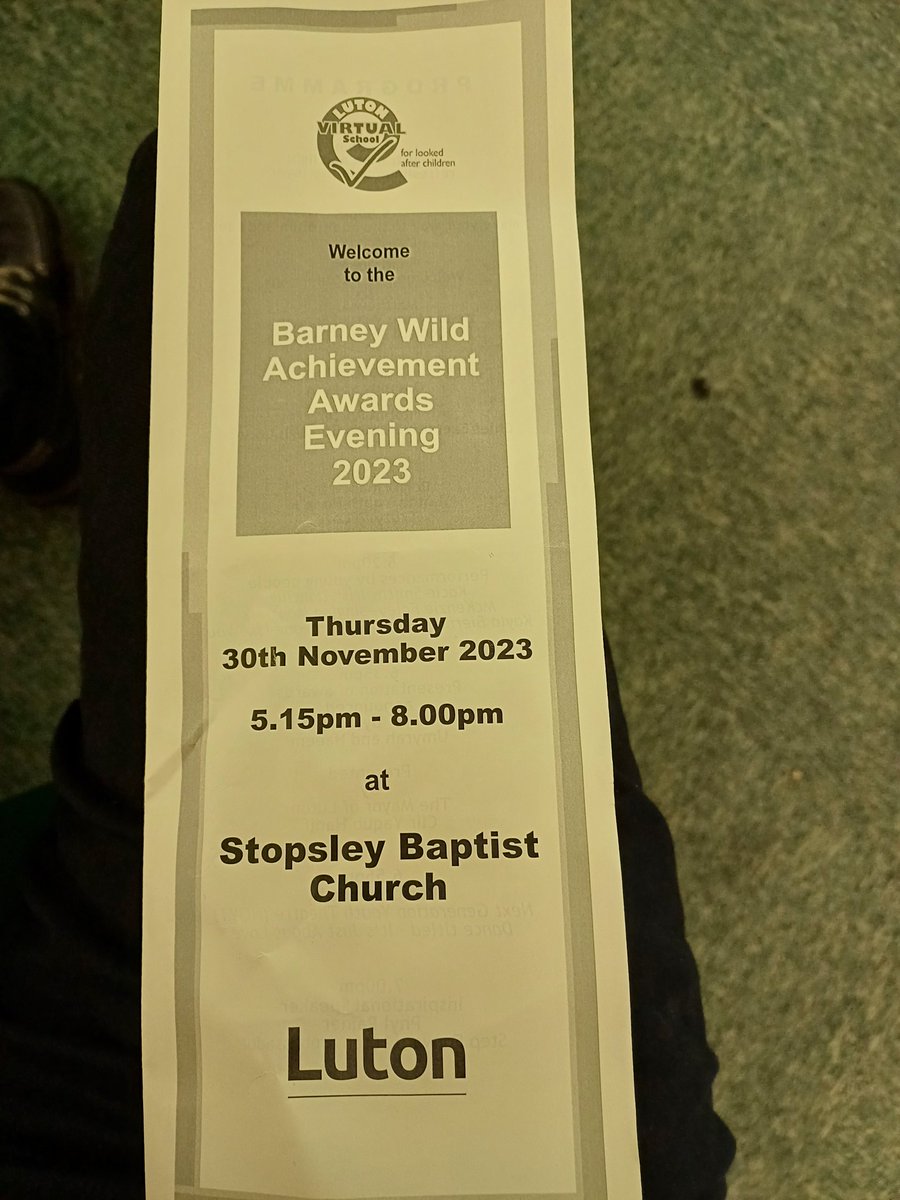 LUTON
VIRTUAL
School
for looked
after children
Welcome
to the
Barney Wild
Achievement
Awards
Evening
2023
Thursday
30th November 2023
5.15pm - 8.00pm
at
Stopsley Baptist
Church
Luton